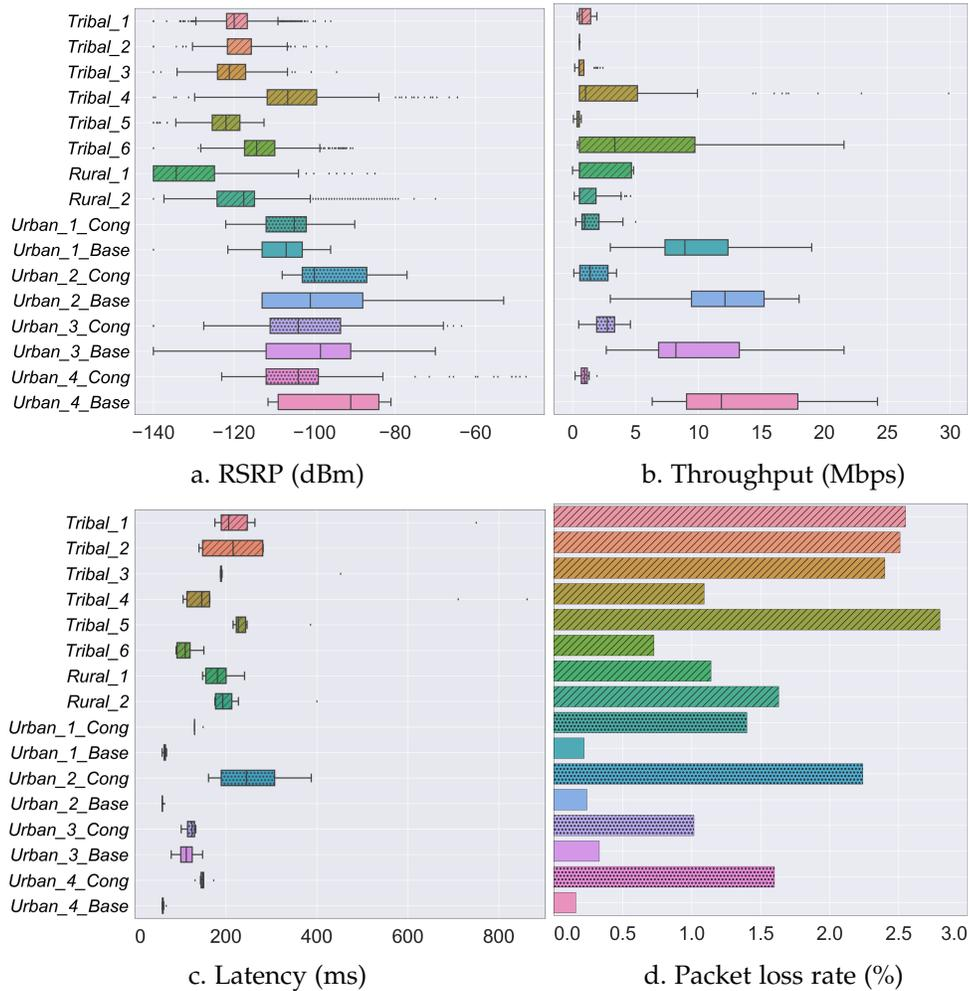 Tribal_1
Tribal_2
Tribal_3
Tribal_4
Tribal_5
Tribal_6
Rural_1
Rural_2
Urban_1_Cong
Urban_1_Base
Urban_2_Cong
Urban_2_Base
Urban_3_Cong
Urban_3_Base
Urban_4_Cong
Urban_4_Base
−140 −120 −100 −80 −60
a. RSRP (dBm)
0 5 10 15 20 25 30
b. Throughput (Mbps)
Tribal_1
Tribal_2
Tribal_3
Tribal_4
Tribal_5
Tribal_6
Rural_1
Rural_2
Urban_1_Cong
Urban_1_Base
Urban_2_Cong
Urban_2_Base
Urban_3_Cong
Urban_3_Base
Urban_4_Cong
Urban_4_Base
0 200 400 600 800
c. Latency (ms)
0.0 0.5 1.0 1.5 2.0 2.5 3.0
d. Packet loss rate (%)